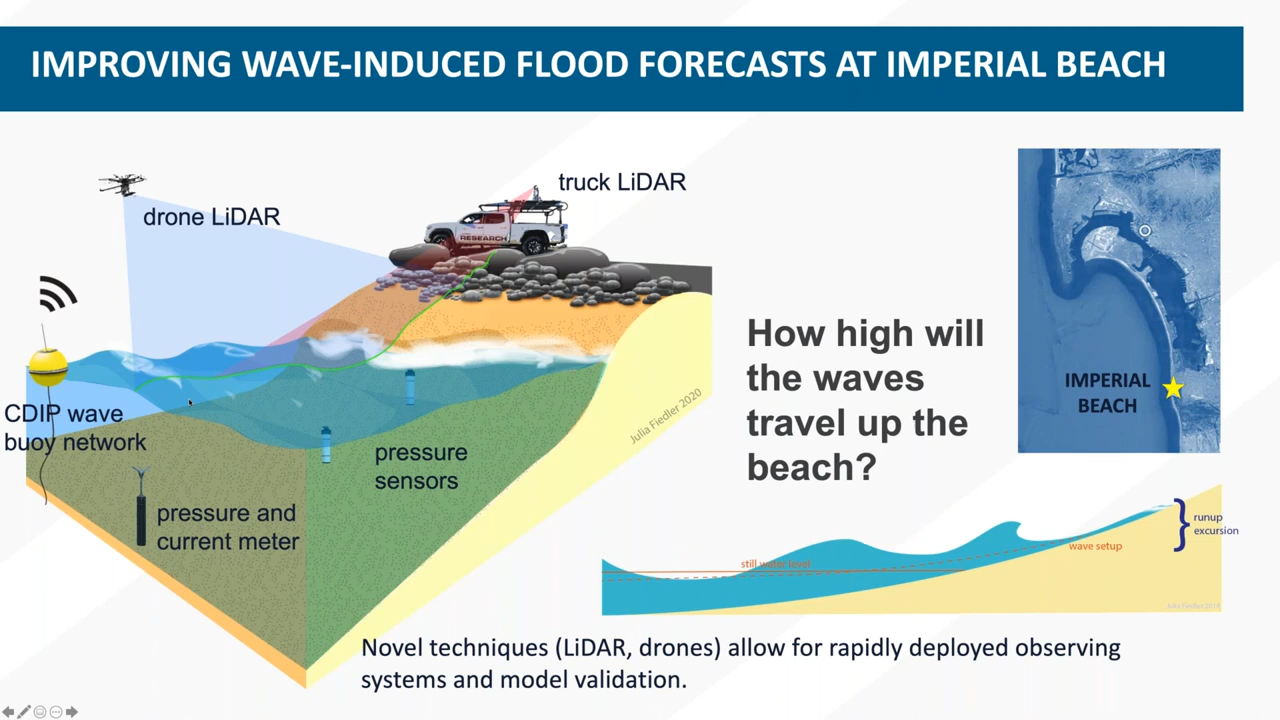 IMPROVING WAVE-INDUCED FLOOD FORECASTS AT IMPERIAL BEACH
truck LiDAR
drone LiDAR
RESEARCH
CDIP wave
buoy network
pressure
sensors
pressure and
current meter
Julia Fiedler 2020
How high will
the waves
travel up the
beach?
IMPERIAL
BEACH
still water level
wave setup
runup
excursion
Julia Fiedler 2014
Novel techniques (LiDAR, drones) allow for rapidly deployed observing
systems and model validation.